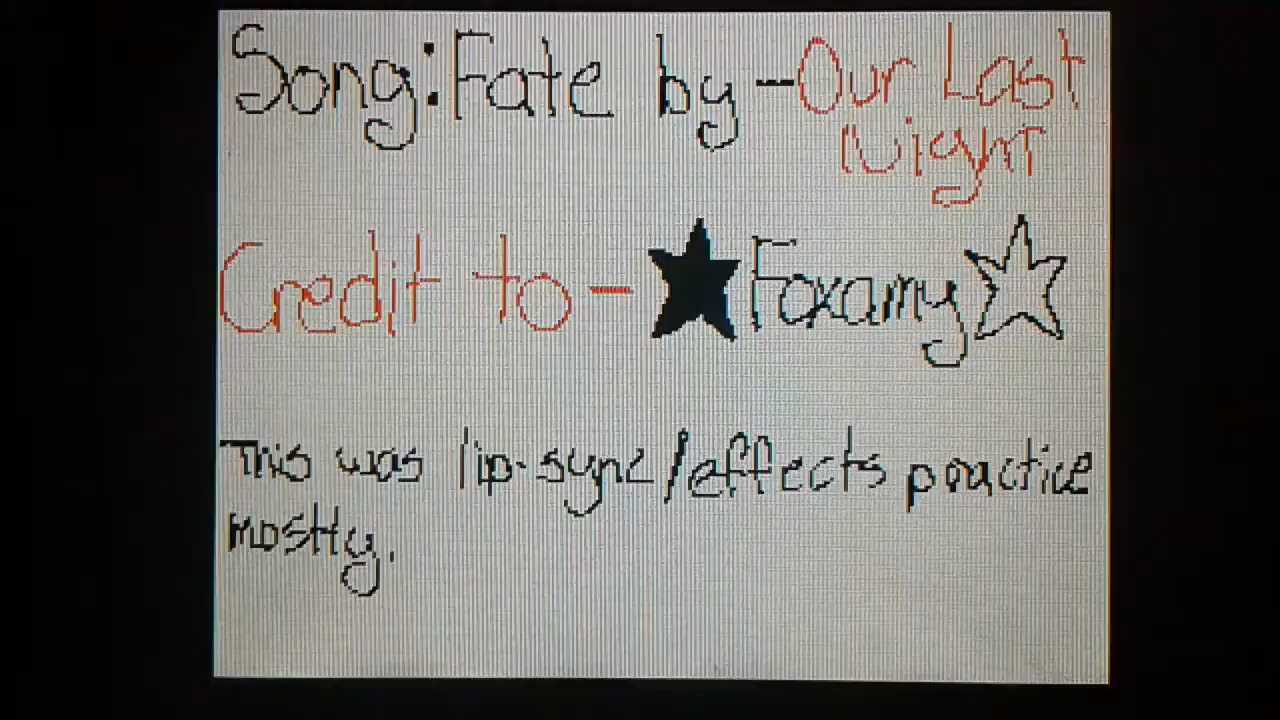 Song: Fate by - Our Last
Night
Credit to - ★ Foxamy ☆
This was lip-sync/effects practice
mostly.